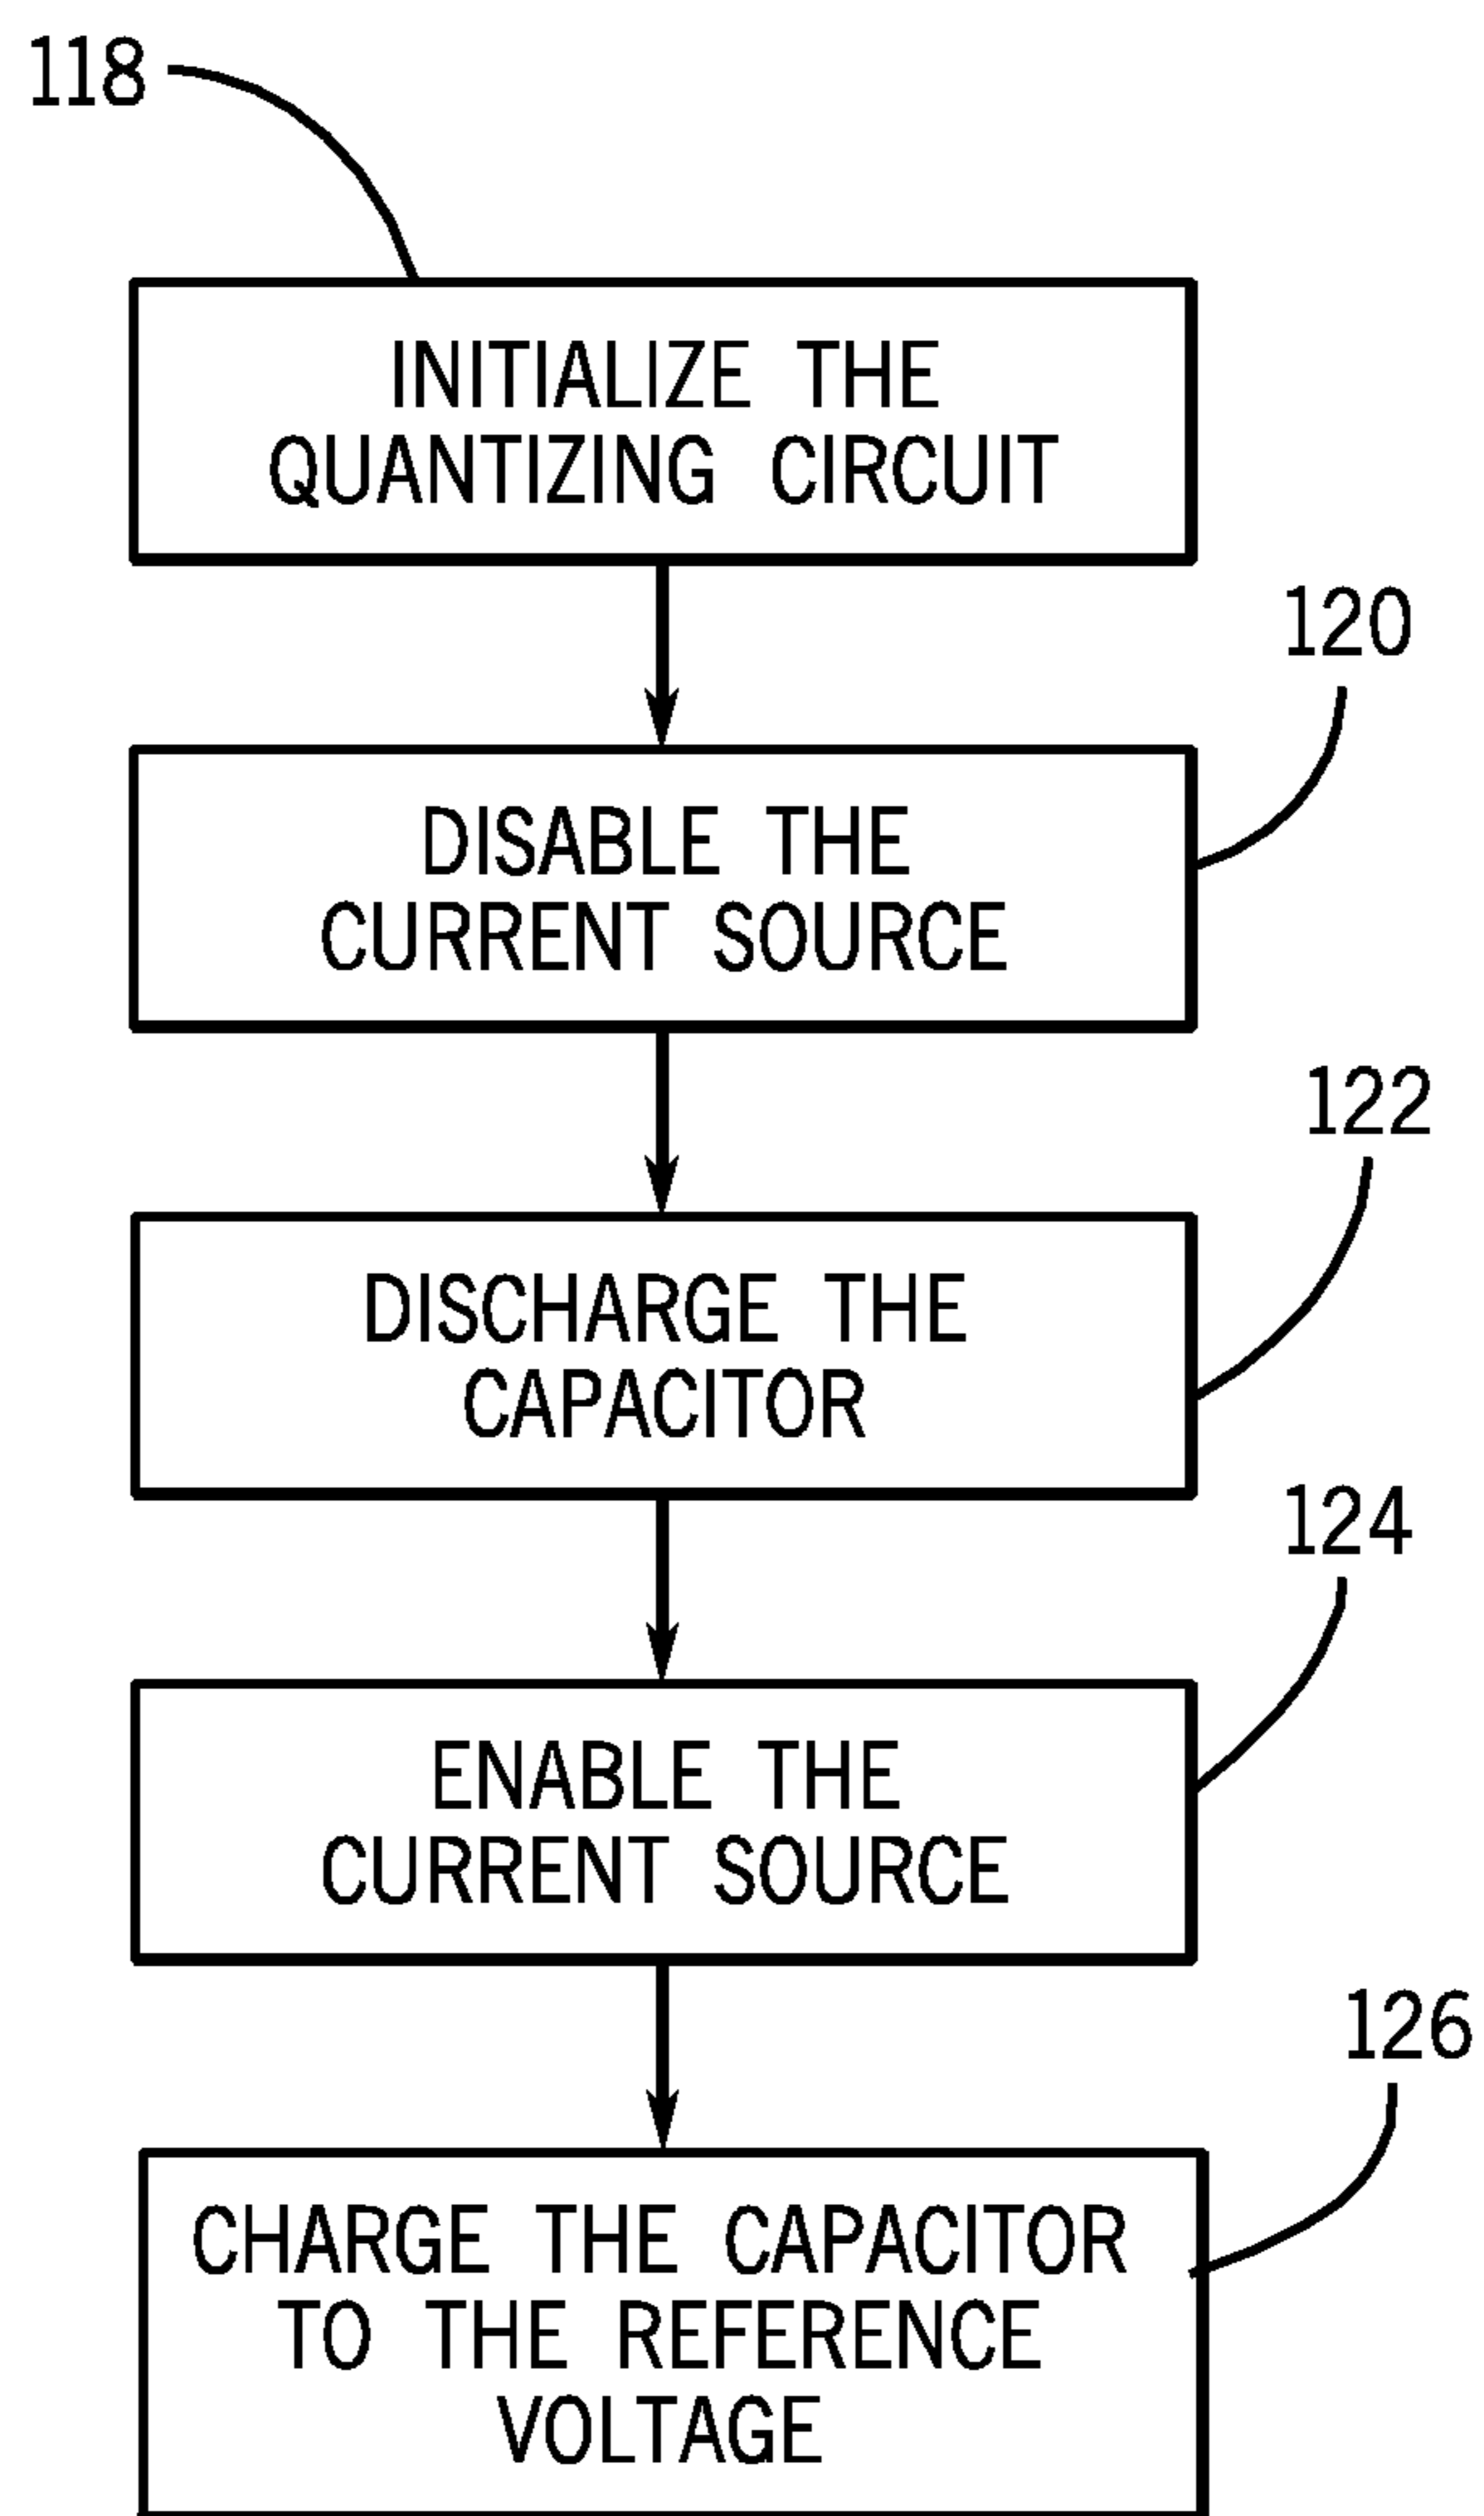 118
INITIALIZE THE
QUANTIZING CIRCUIT
120
DISABLE THE
CURRENT SOURCE
122
DISCHARGE THE
CAPACITOR
124
ENABLE THE
CURRENT SOURCE
126
CHARGE THE CAPACITOR
TO THE REFERENCE
VOLTAGE